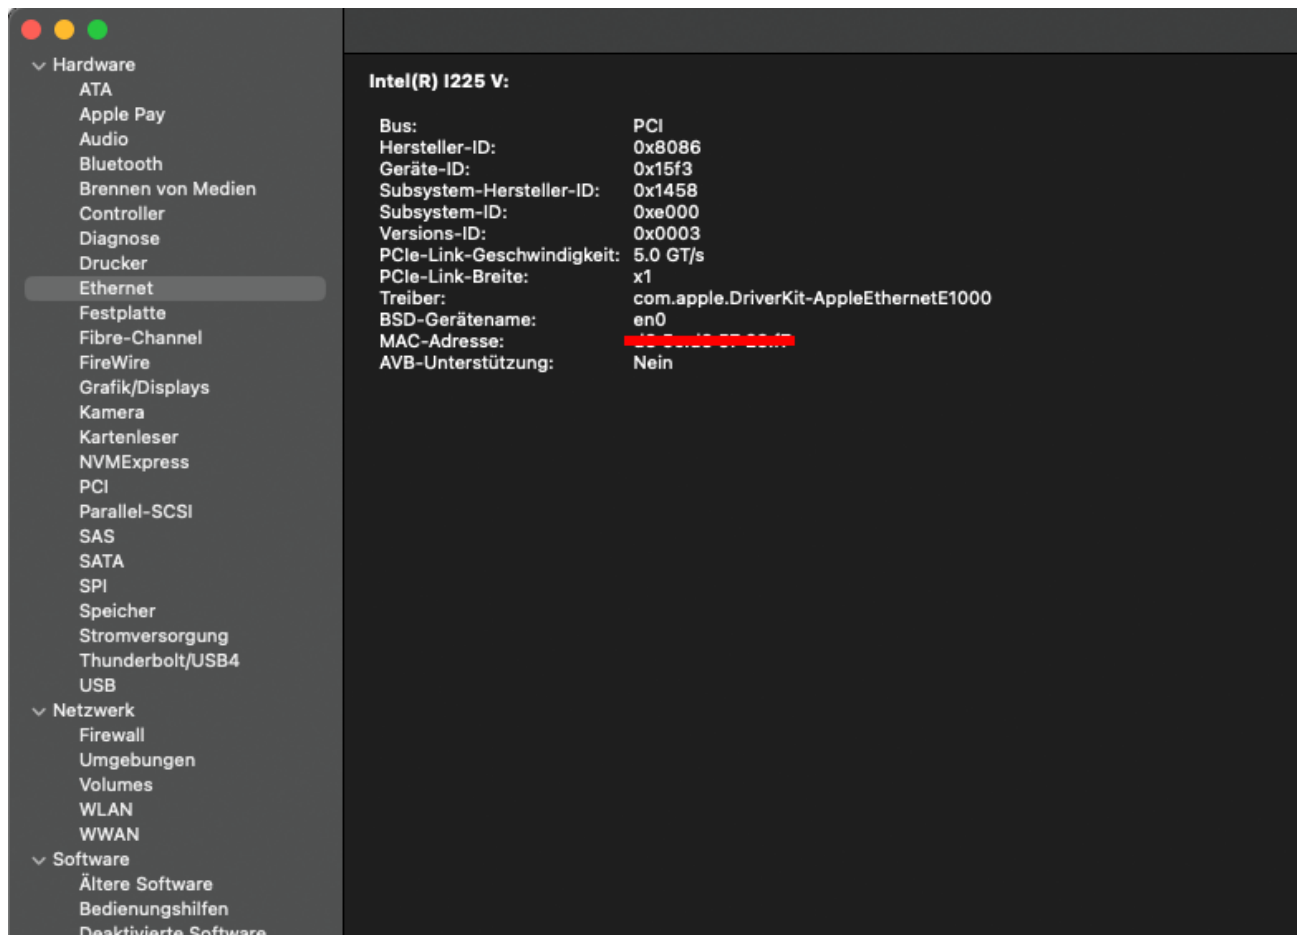 Hardware
ATA
Apple Pay
Audio
Bluetooth
Brennen von Medien
Controller
Diagnose
Drucker
Ethernet
Festplatte
Fibre-Channel
FireWire
Grafik/Displays
Kamera
Kartenleser
NVMExpress
PCI
Parallel-SCSI
SAS
SATA
SPI
Speicher
Stromversorgung
Thunderbolt/USB4
USB
Netzwerk
Firewall
Umgebungen
Volumes
WLAN
WWAN
Software
Ältere Software
Bedienungshilfen
Deaktivierte Software
Intel(R) I225 V:
Bus: PCI
Hersteller-ID: 0x8086
Geräte-ID: 0x15f3
Subsystem-Hersteller-ID: 0x1458
Subsystem-ID: 0xe000
Versions-ID: 0x0003
PCIe-Link-Geschwindigkeit: 5.0 GT/s
PCIe-Link-Breite: x1
Treiber: com.apple.DriverKit-AppleEthernetE1000
BSD-Gerätename: en0
MAC-Adresse:
AVB-Unterstützung: Nein